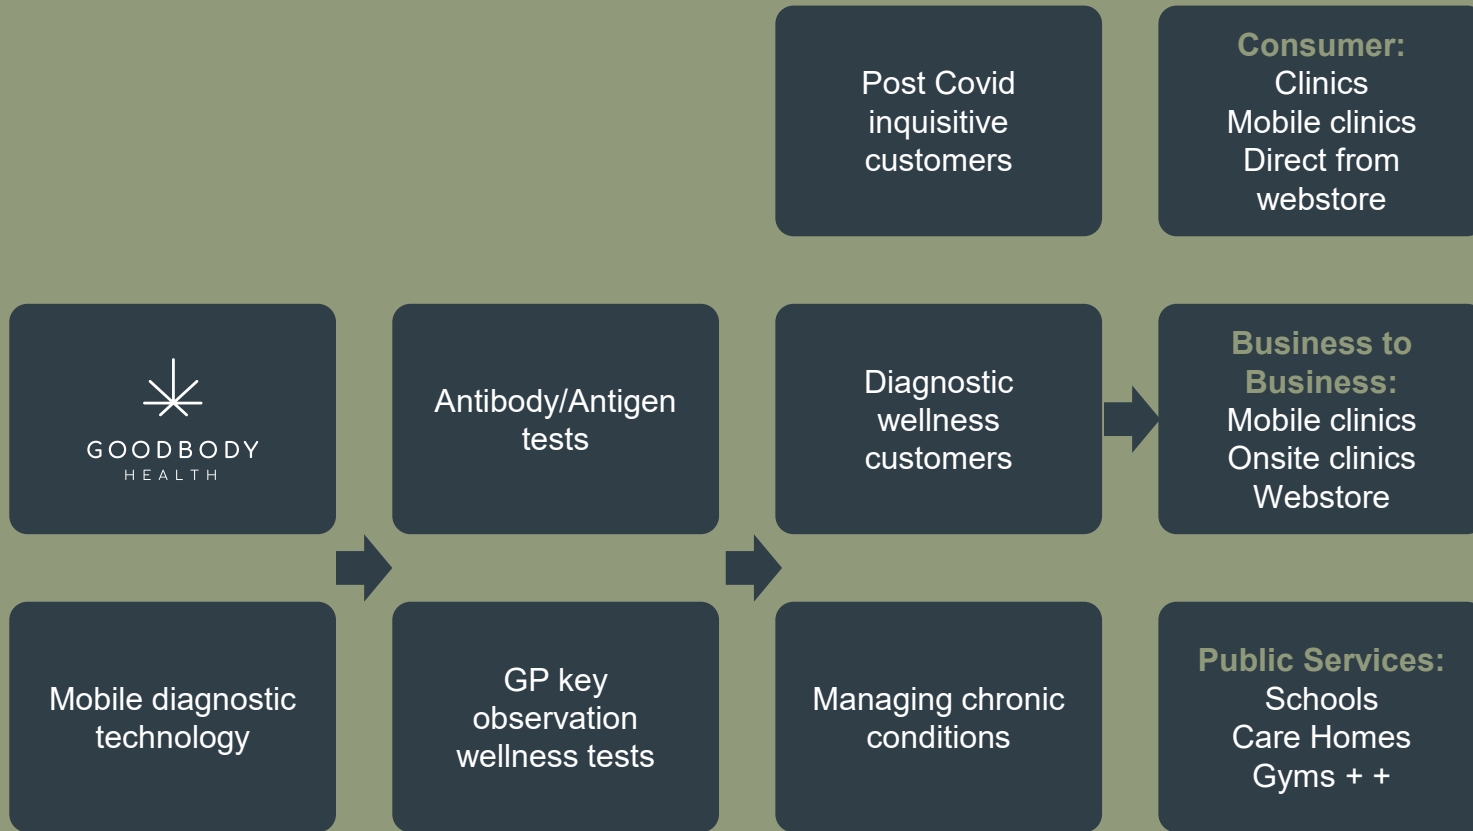 Post Covid
inquisitive
customers
Consumer:
Clinics
Mobile clinics
Direct from
webstore
GOODBODY
HEALTH
Antibody/Antigen
tests
Diagnostic
wellness
customers
Business to
Business:
Mobile clinics
Onsite clinics
Webstore
Mobile diagnostic
technology
GP key
observation
wellness tests
Managing chronic
conditions
Public Services:
Schools
Care Homes
Gyms + +